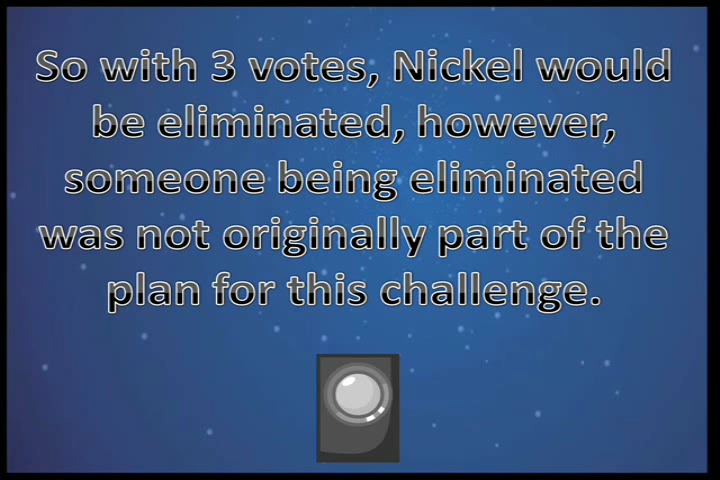 So with 3 votes, Nickel would
be eliminated, however,
someone being eliminated
was not originally part of the
plan for this challenge.